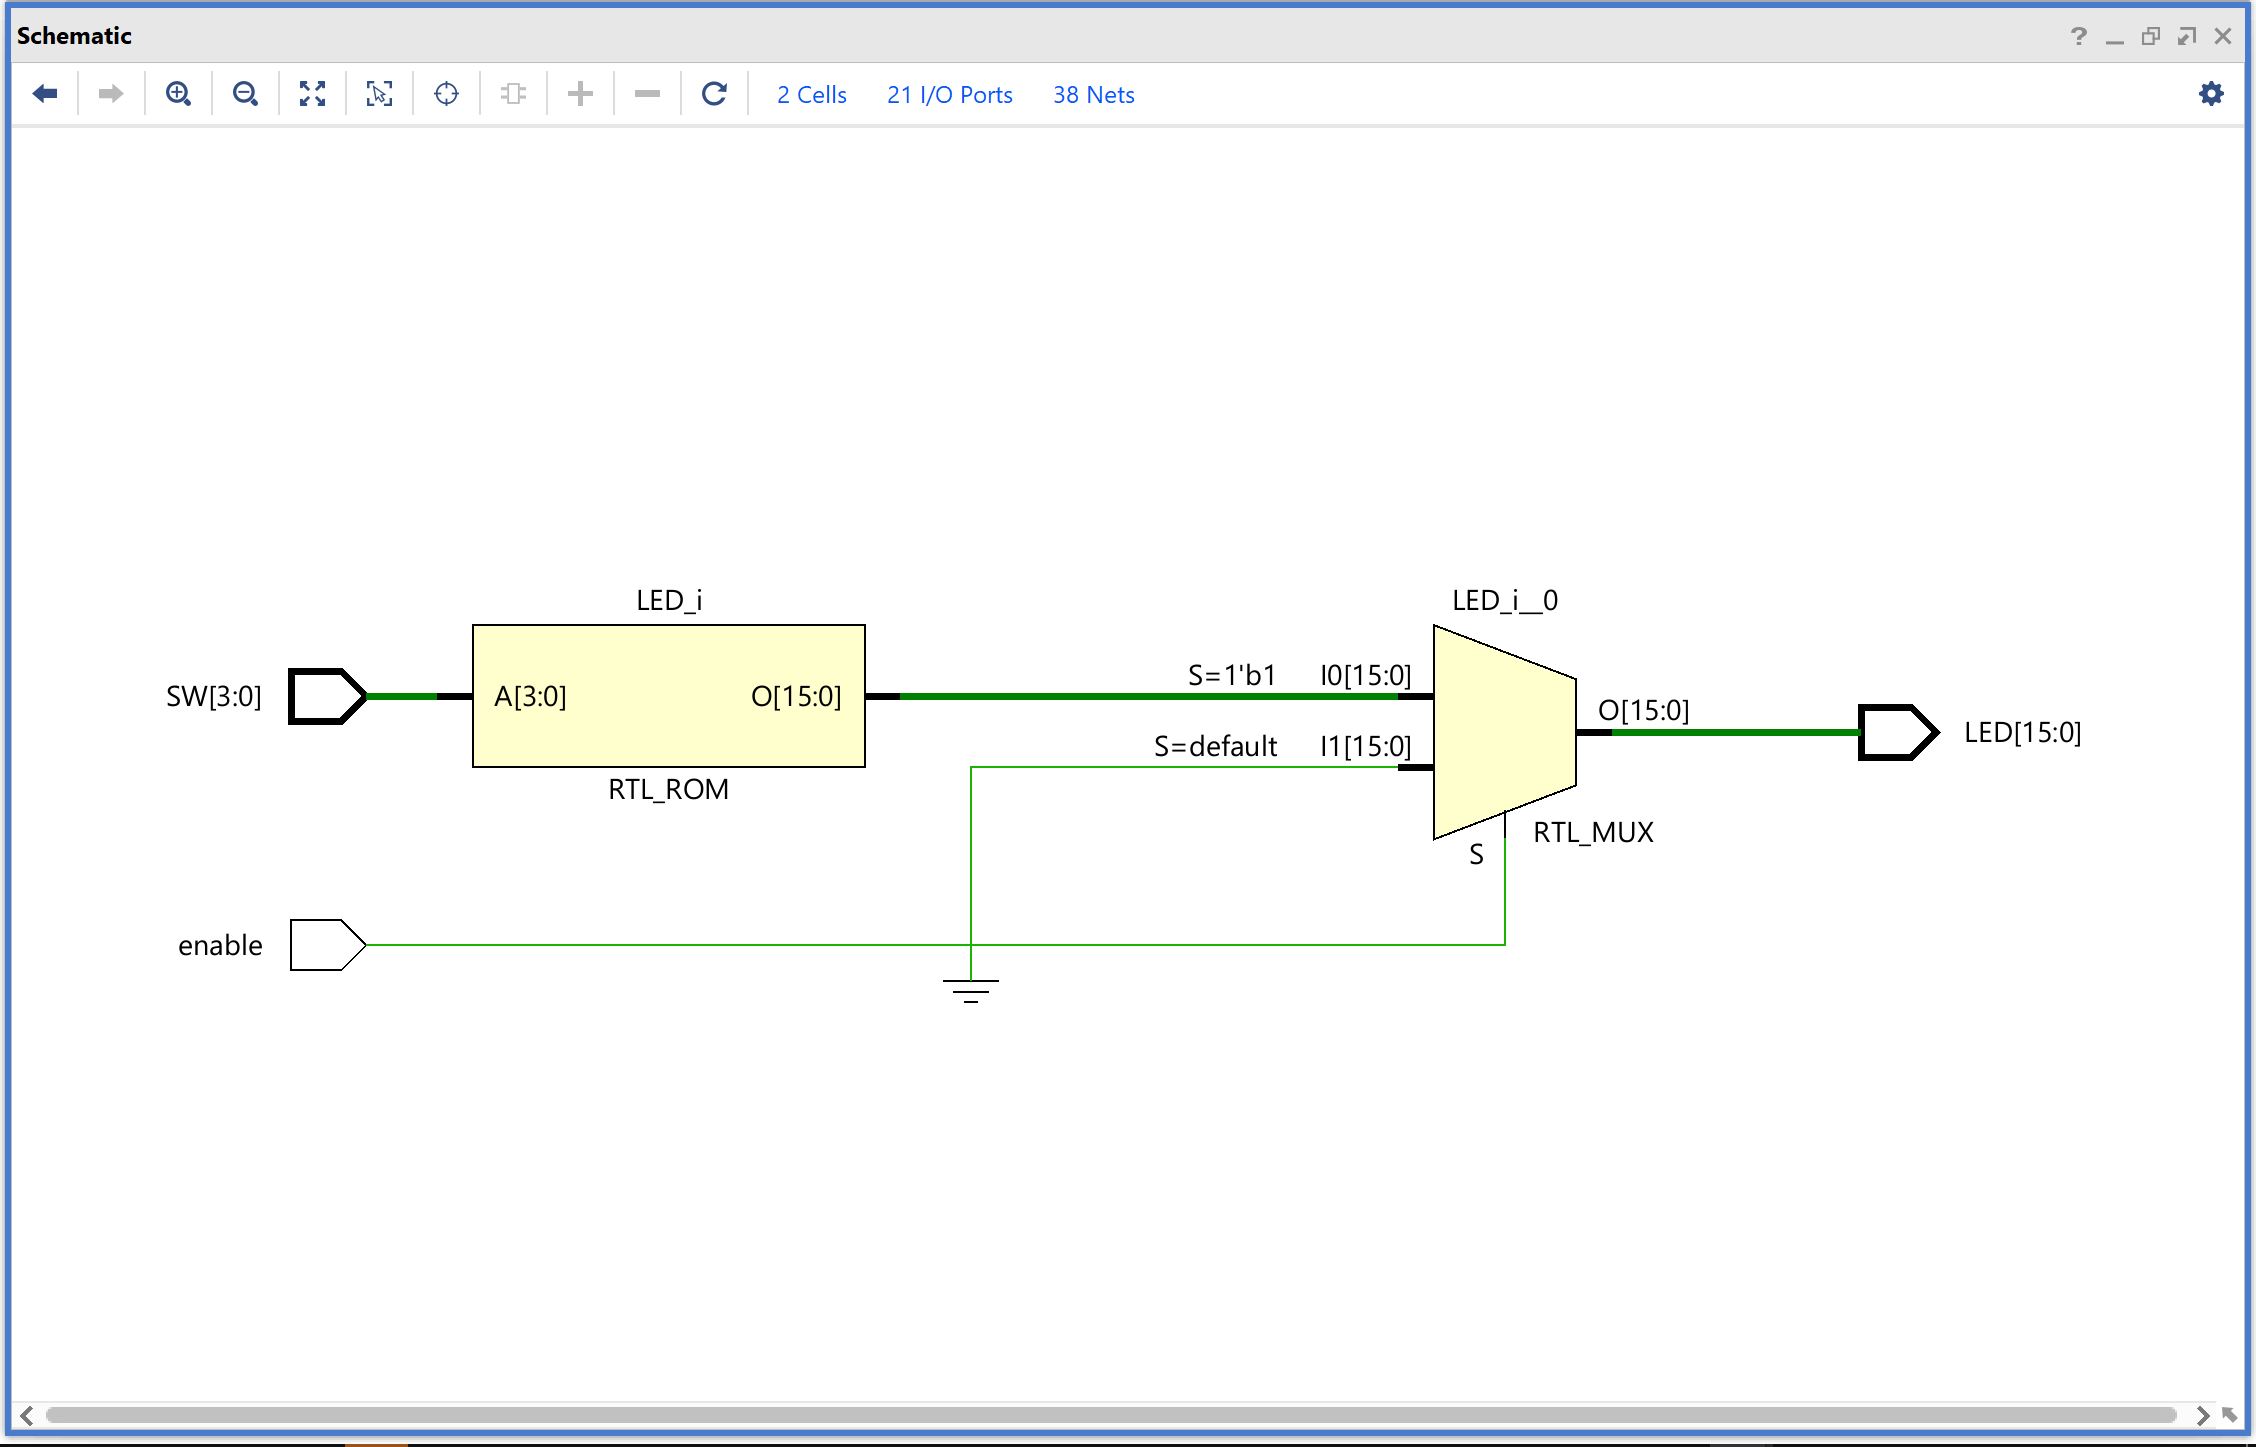 Schematic
2 Cells 21 I/O Ports 38 Nets
LED_i
LED_i__0
SW[3:0]
A[3:0]
O[15:0]
S=1'b1
I0[15:0]
S=default
I1[15:0]
O[15:0]
LED[15:0]
RTL_ROM
RTL_MUX
S
enable